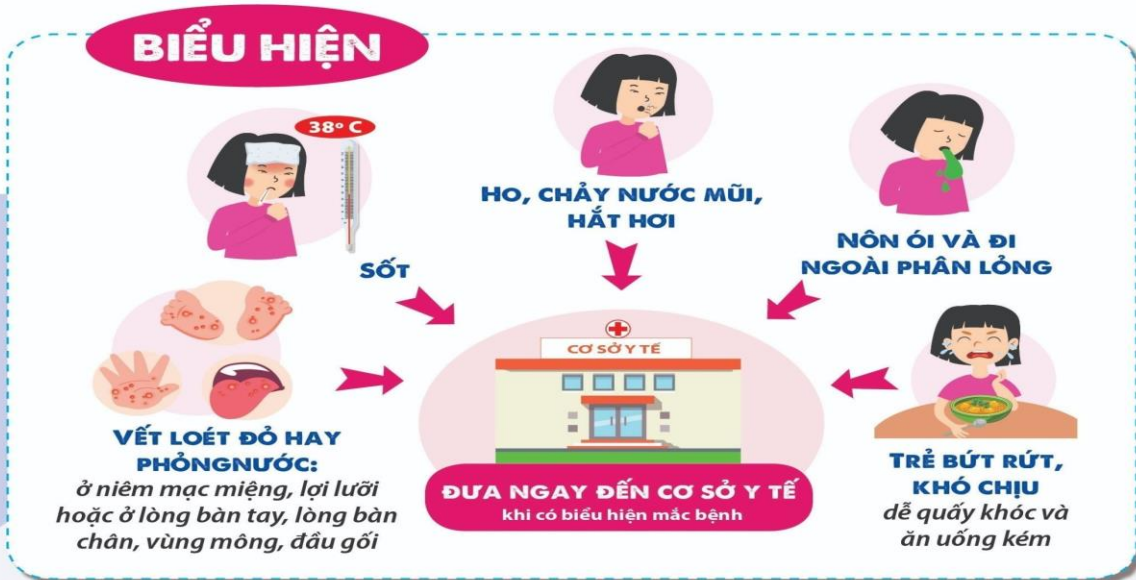 BIỂU HIỆN
38º C
SỐT
HO, CHẢY NƯỚC MŨI,
HẮT HƠI
NÔN ÓI VÀ ĐI
NGOÀI PHÂN LỎNG
VẾT LOÉT ĐỎ HAY
PHỎNGNƯỚC:
ở niêm mạc miệng, lợi lưỡi
hoặc ở lòng bàn tay, lòng bàn
chân, vùng mông, đầu gối
CƠ SỞ Y TẾ
ĐƯA NGAY ĐẾN CƠ SỞ Y TẾ
khi có biểu hiện mắc bệnh
TRẺ BỨT RỨT,
KHÓ CHỊU
dễ quấy khóc và
ăn uống kém